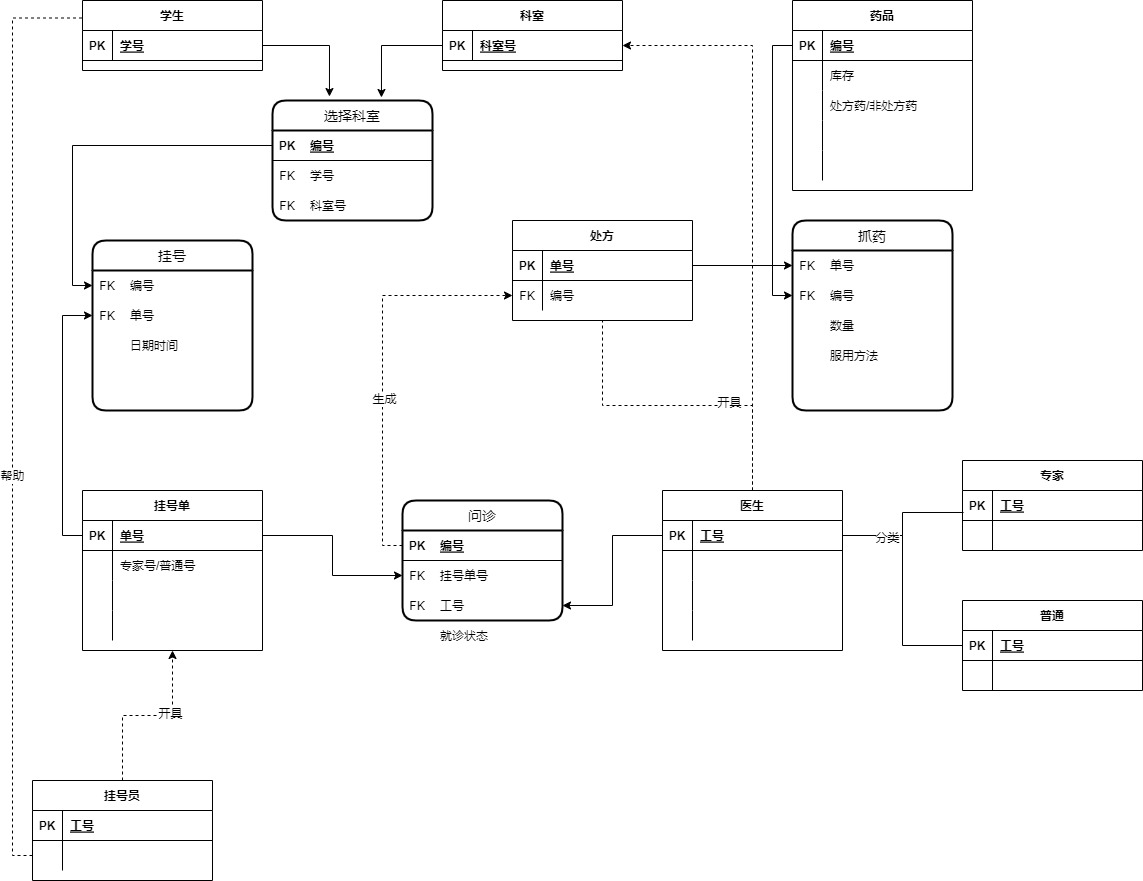 学生
PK 学号
科室
PK 科室号
药品
PK 编号
库存
处方药/非处方药
选择科室
PK 编号
FK 学号
FK 科室号
挂号
FK 编号
FK 单号
日期时间
处方
PK 单号
FK 编号
抓药
FK 单号
FK 编号
数量
服用方法
生成
开具
帮助
挂号单
PK 单号
专家号/普通号
问诊
PK 编号
FK 挂号单号
FK 工号
就诊状态
医生
PK 工号
分类
专家
PK 工号
普通
PK 工号
开具
挂号员
PK 工号